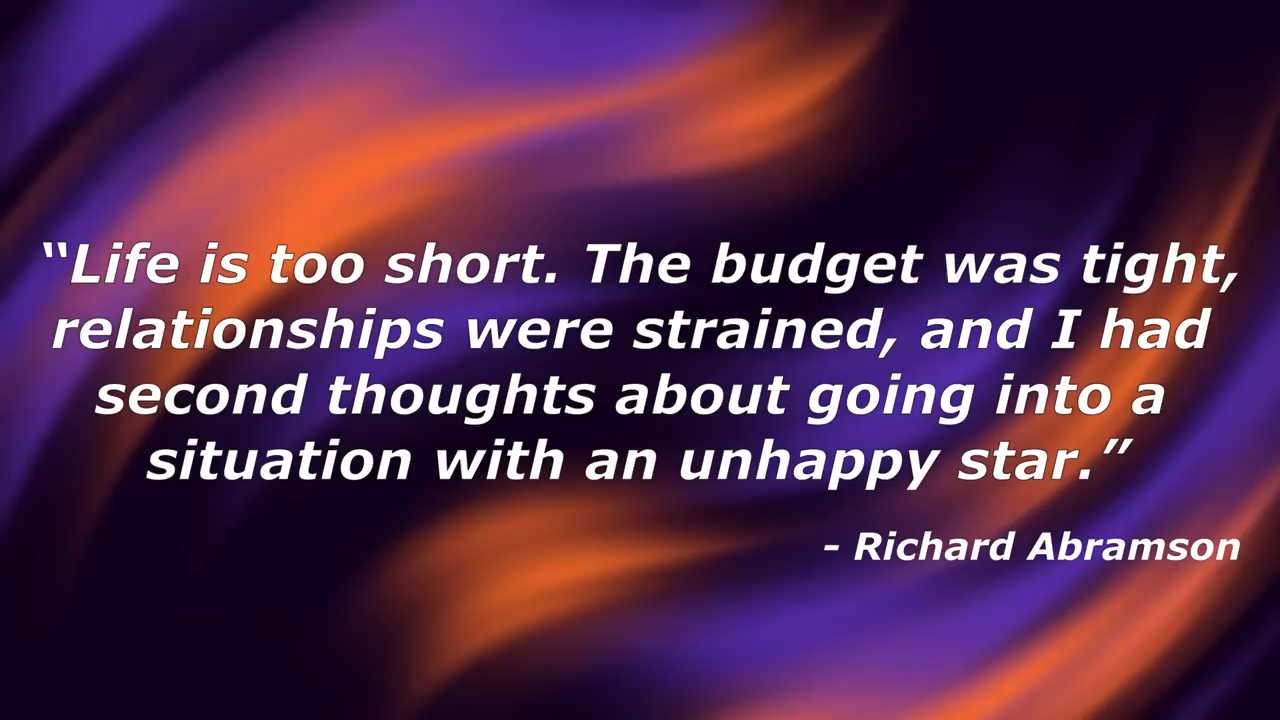 “Life is too short. The budget was tight,
relationships were strained, and I had
second thoughts about going into a
situation with an unhappy star.”
- Richard Abramson